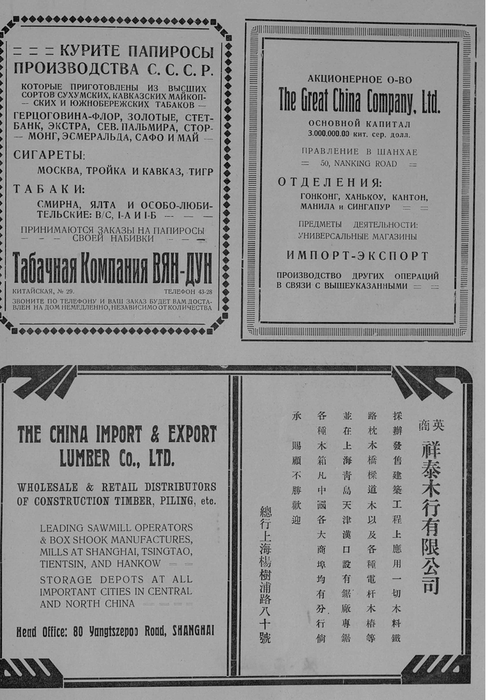 КУРИТЕ ПАПИРОСЫ
ПРОИЗВОДСТВА С. С. С. Р.
КОТОРЫЕ ПРИГОТОВЛЕНЫ ИЗ ВЫСШИХ
СОРТОВ СУХУМСКИХ, КАВКАЗСКИХ МАЙКОП-
СКИХ И ЮЖНОБЕРЕЖСКИХ ТАБАКОВ
ГЕРЦОГОВИНА-ФЛОР, ЗОЛОТЫЕ, СТЕТ-
БАНК, ЭКСТРА, СЕВ. ПАЛЬМИРА, СТОР-
МОНГ, ЭСМЕРАЛЬДА, САФО И МАЙ
СИГАРЕТЫ:
МОСКВА, ТРОЙКА И КАВКАЗ, ТИГР
ТАБАКИ:
СМИРНА, ЯЛТА И ОСОБО-ЛЮБИ-
ТЕЛЬСКИЕ: В/С, I-А И I-Б
ПРИНИМАЮТСЯ ЗАКАЗЫ НА ПАПИРОСЫ
СВОЕЙ НАБИВКИ
Табачная Компания ВЯН-ДУН
КИТАЙСКАЯ, № 29. ТЕЛЕФОН 43-28
ЗВОНИТЕ ПО ТЕЛЕФОНУ И ВАШ ЗАКАЗ БУДЕТ ВАМ ДОСТА-
ВЛЕН НА ДОМ НЕМЕДЛЕННО, НЕЗАВИСИМО ОТ КОЛИЧЕСТВА
АКЦИОНЕРНОЕ О-ВО
The Great China Company, Ltd.
ОСНОВНОЙ КАПИТАЛ
3.000.000.00 кит. сер. долл.
ПРАВЛЕНИЕ В ШАНХАЕ
50, NANKING ROAD
ОТДЕЛЕНИЯ:
ГОНКОНГ, ХАНЬКОУ, КАНТОН,
МАНИЛА и СИНГАПУР
ПРЕДМЕТЫ ДЕЯТЕЛЬНОСТИ:
УНИВЕРСАЛЬНЫЕ МАГАЗИНЫ
ИМПОРТ-ЭКСПОРТ
ПРОИЗВОДСТВО ДРУГИХ ОПЕРАЦИЙ
В СВЯЗИ С ВЫШЕУКАЗАННЫМИ
THE CHINA IMPORT & EXPORT
LUMBER Co., LTD.
WHOLESALE & RETAIL DISTRIBUTORS
OF CONSTRUCTION TIMBER, PILING, etc.
LEADING SAWMILL OPERATORS
& BOX SHOOK MANUFACTURES,
MILLS AT SHANGHAI, TSINGTAO,
TIENTSIN, AND HANKOW
STORAGE DEPOTS AT ALL
IMPORTANT CITIES IN CENTRAL
AND NORTH CHINA
Head Office: 80 Yangtszepoo Road, SHANGHAI
英商
祥泰木行有限公司
採辦發售建築工程上應用一切木料鐵
路枕木橋樑道木以及各種電杆木樁等
並在上海青島天津漢口設有鋸廠專鋸
各種木箱凡中國各大商埠均有分行倘
承 賜顧不勝歡迎
總行上海楊樹浦路八十號